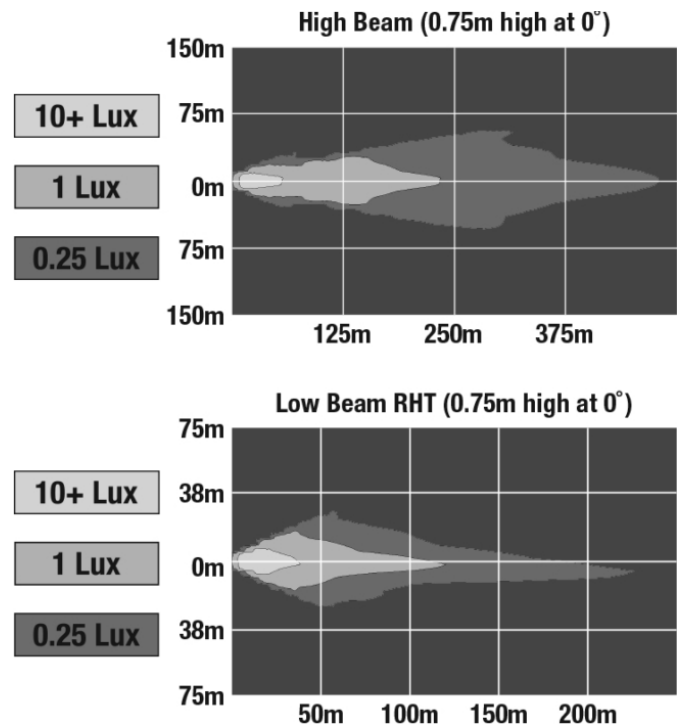 High Beam (0.75m high at 0˚)
150m
10+ Lux
75m
1 Lux
0m
0.25 Lux
75m
150m
125m 250m 375m
Low Beam RHT (0.75m high at 0˚)
75m
10+ Lux
38m
1 Lux
0m
0.25 Lux
38m
75m
50m 100m 150m 200m